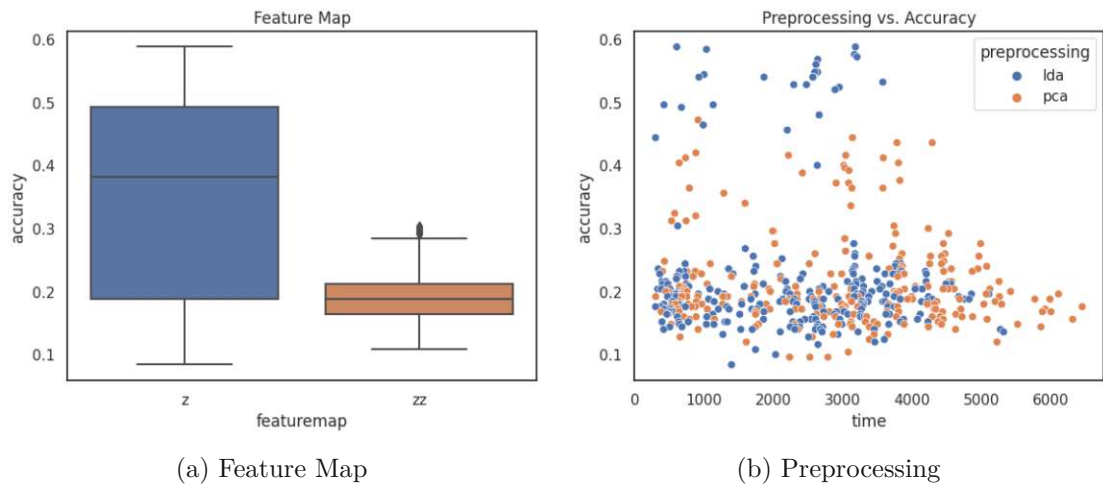 Feature Map
0.6
0.5
0.4
0.3
0.2
0.1
accuracy
z
zz
featuremap
(a) Feature Map
Preprocessing vs. Accuracy
preprocessing
lda
pca
0.6
0.5
0.4
0.3
0.2
0.1
accuracy
0
1000
2000
3000
4000
5000
6000
time
(b) Preprocessing